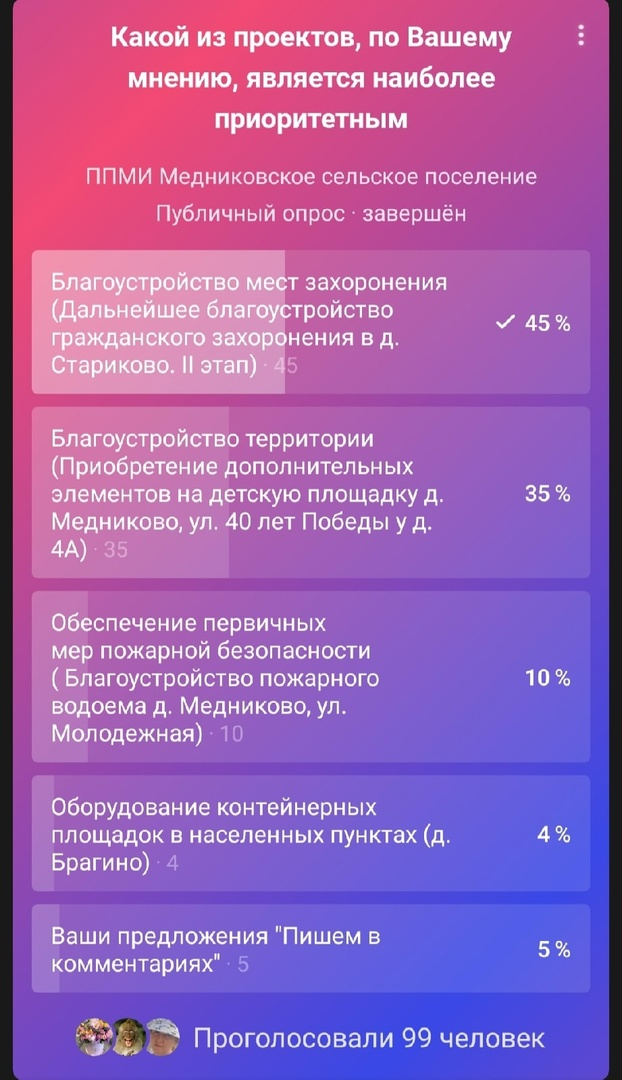 Какой из проектов, по Вашему
мнению, является наиболее
приоритетным
ППМИ Медниковское сельское поселение
Публичный опрос · завершён
Благоустройство мест захоронения
(Дальнейшее благоустройство
гражданского захоронения в д.
Стариково. II этап) · 45
45 %
Благоустройство территории
(Приобретение дополнительных
элементов на детскую площадку д.
Медниково, ул. 40 лет Победы у д.
4А) · 35
35 %
Обеспечение первичных
мер пожарной безопасности
( Благоустройство пожарного
водоема д. Медниково, ул.
Молодежная) · 10
10 %
Оборудование контейнерных
площадок в населенных пунктах (д.
Брагино) · 4
4 %
Ваши предложения "Пишем в
комментариях" · 5
5 %
Проголосовали 99 человек